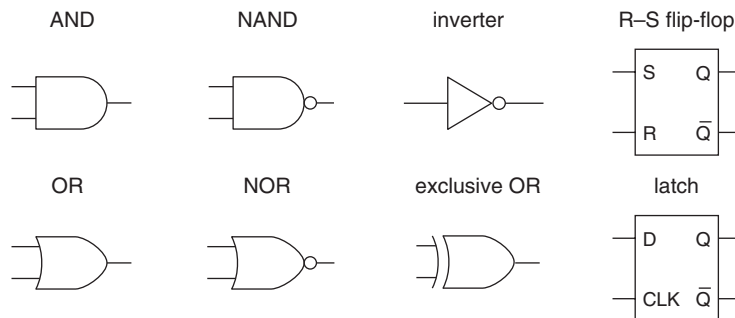 AND NAND inverter R–S flip-flop
S Q
R Q̅
OR NOR exclusive OR latch
D Q
CLK Q̅